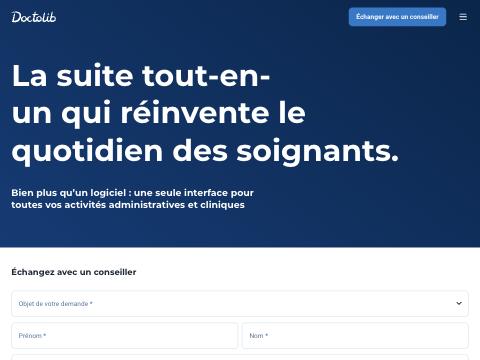 Doctolib
Échanger avec un conseiller
La suite tout-en-
un qui réinvente le
quotidien des soignants.
Bien plus qu'un logiciel : une seule interface pour
toutes vos activités administratives et cliniques
Échangez avec un conseiller
Objet de votre demande *
Prénom *
Nom *